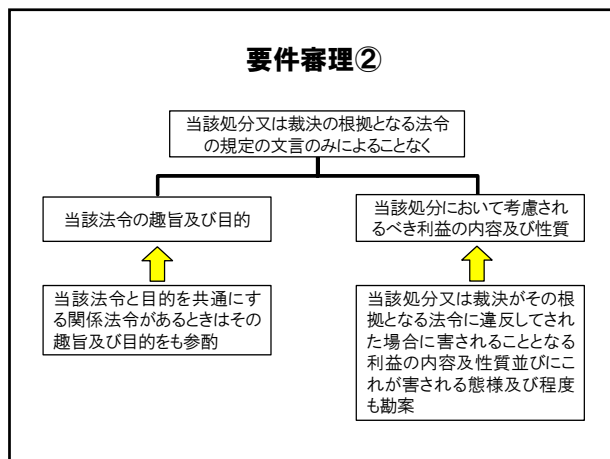 要件審理②
当該処分又は裁決の根拠となる法令
の規定の文言のみによることなく
当該法令の趣旨及び目的
当該処分において考慮され
るべき利益の内容及び性質
当該法令と目的を共通にす
る関係法令があるときはその
趣旨及び目的をも参酌
当該処分又は裁決がその根
拠となる法令に違反してされ
た場合に害されることとなる
利益の内容及性質並びにこ
れが害される態様及び程度
も勘案